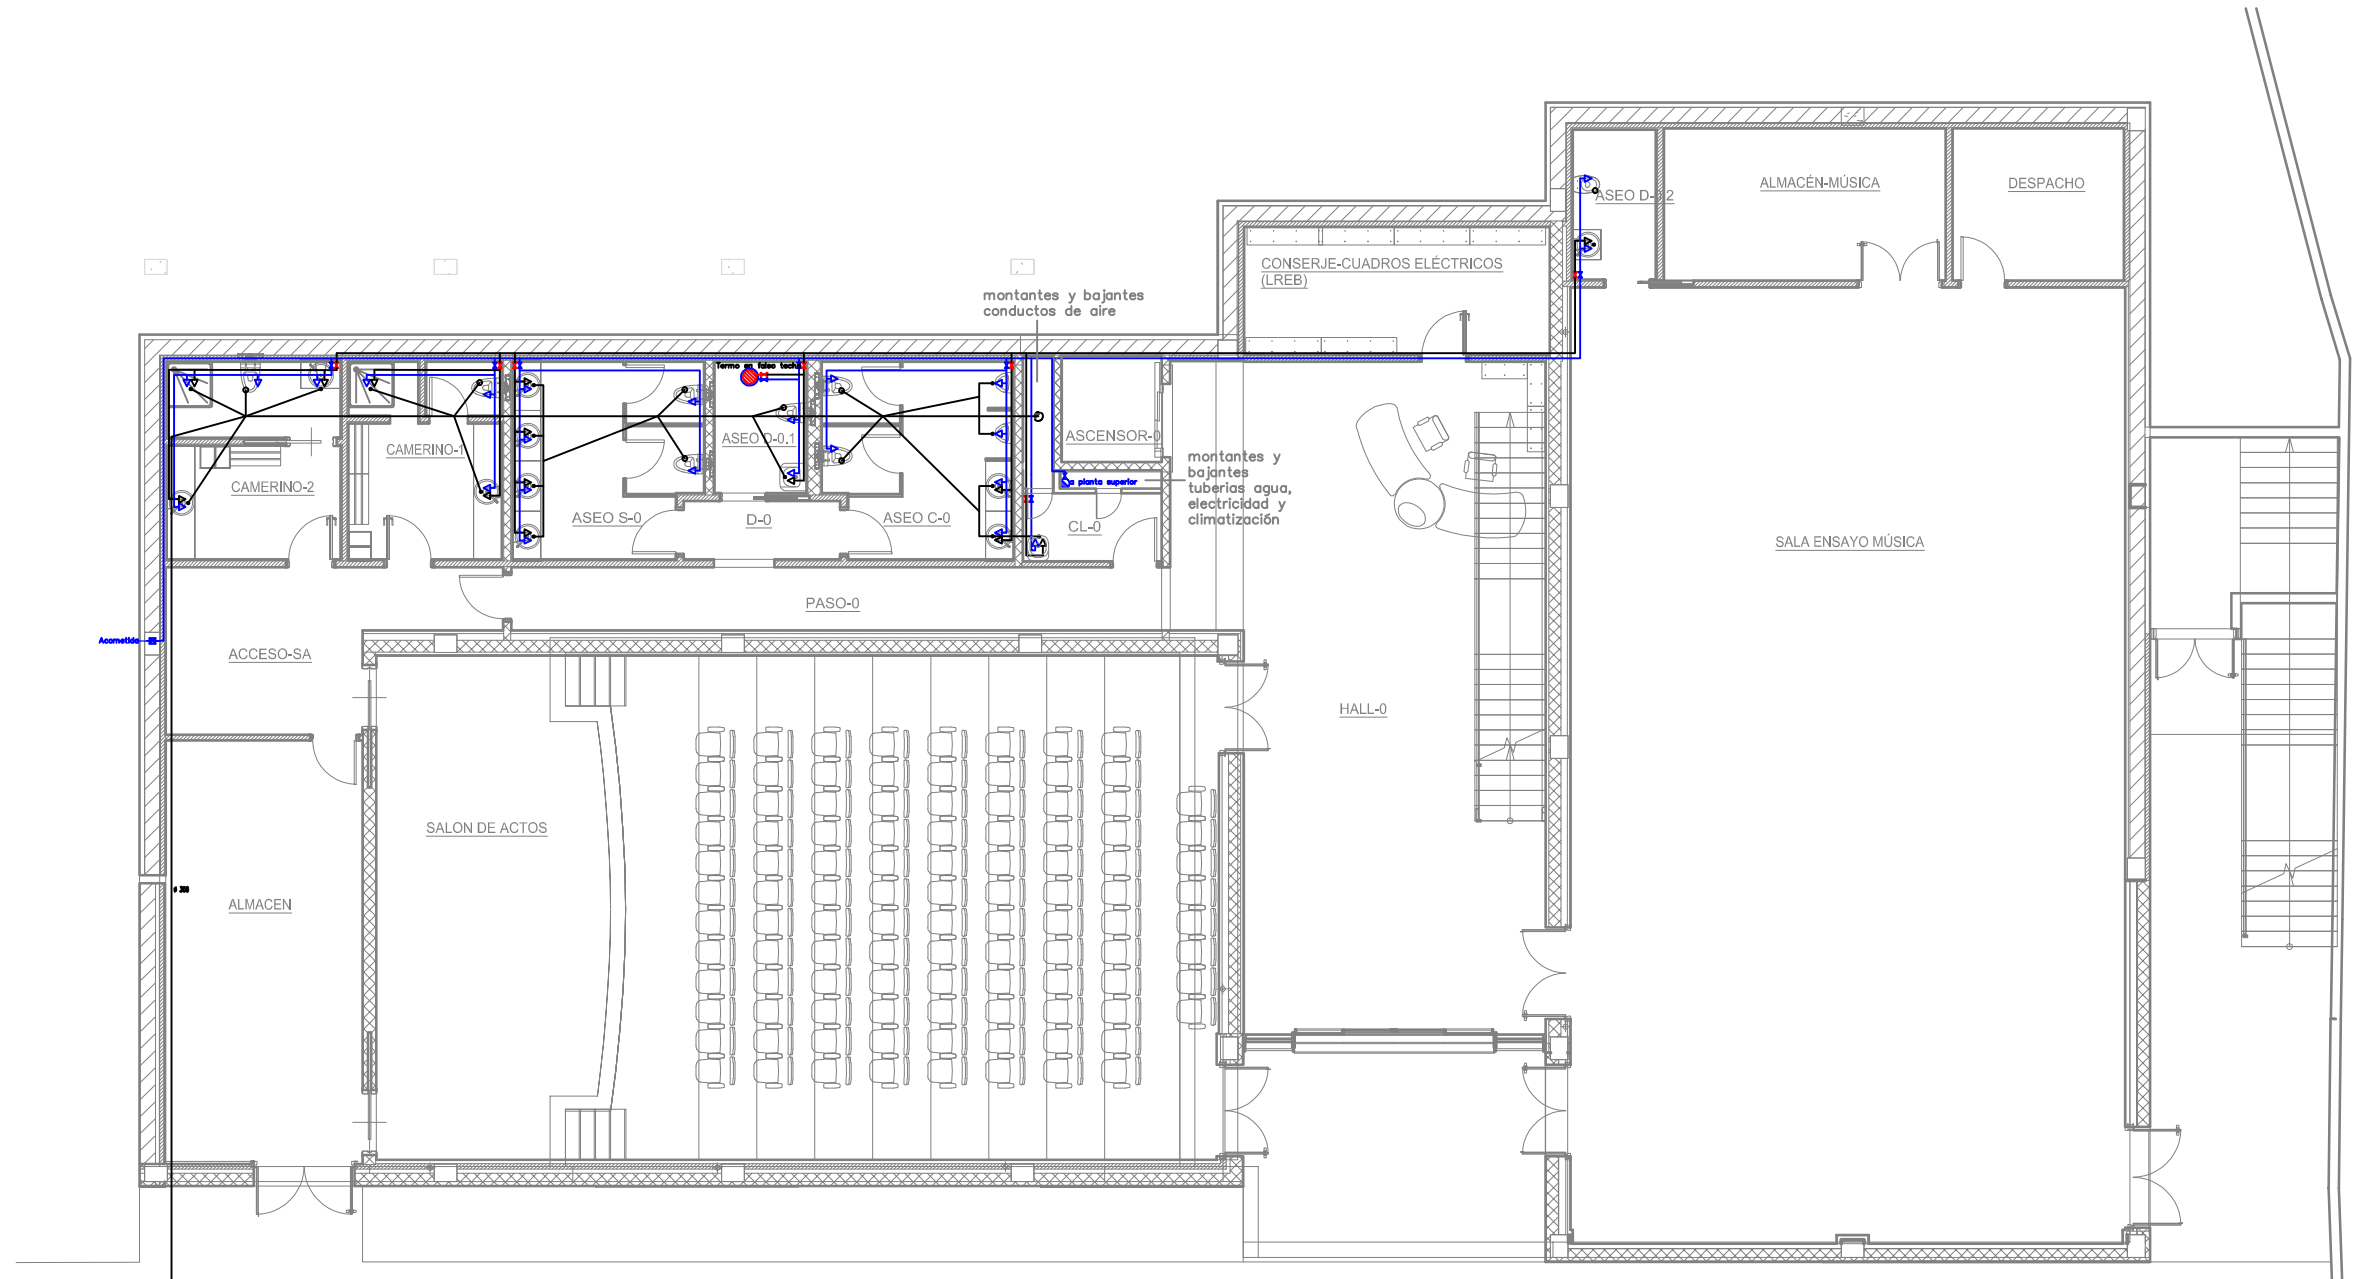 ASEO D-0.2
ALMACÉN-MÚSICA
DESPACHO
CONSERJE-CUADROS ELÉCTRICOS
(LREB)
montantes y bajantes
conductos de aire
Termo en falso techo
CAMERINO-1
CAMERINO-2
ASEO D-0.1
ASCENSOR-0
montantes y
bajantes
tuberias agua,
electricidad y
climatización
a planta superior
ASEO S-0
D-0
ASEO C-0
CL-0
SALA ENSAYO MÚSICA
PASO-0
Acometida
ACCESO-SA
HALL-0
SALON DE ACTOS
ALMACEN